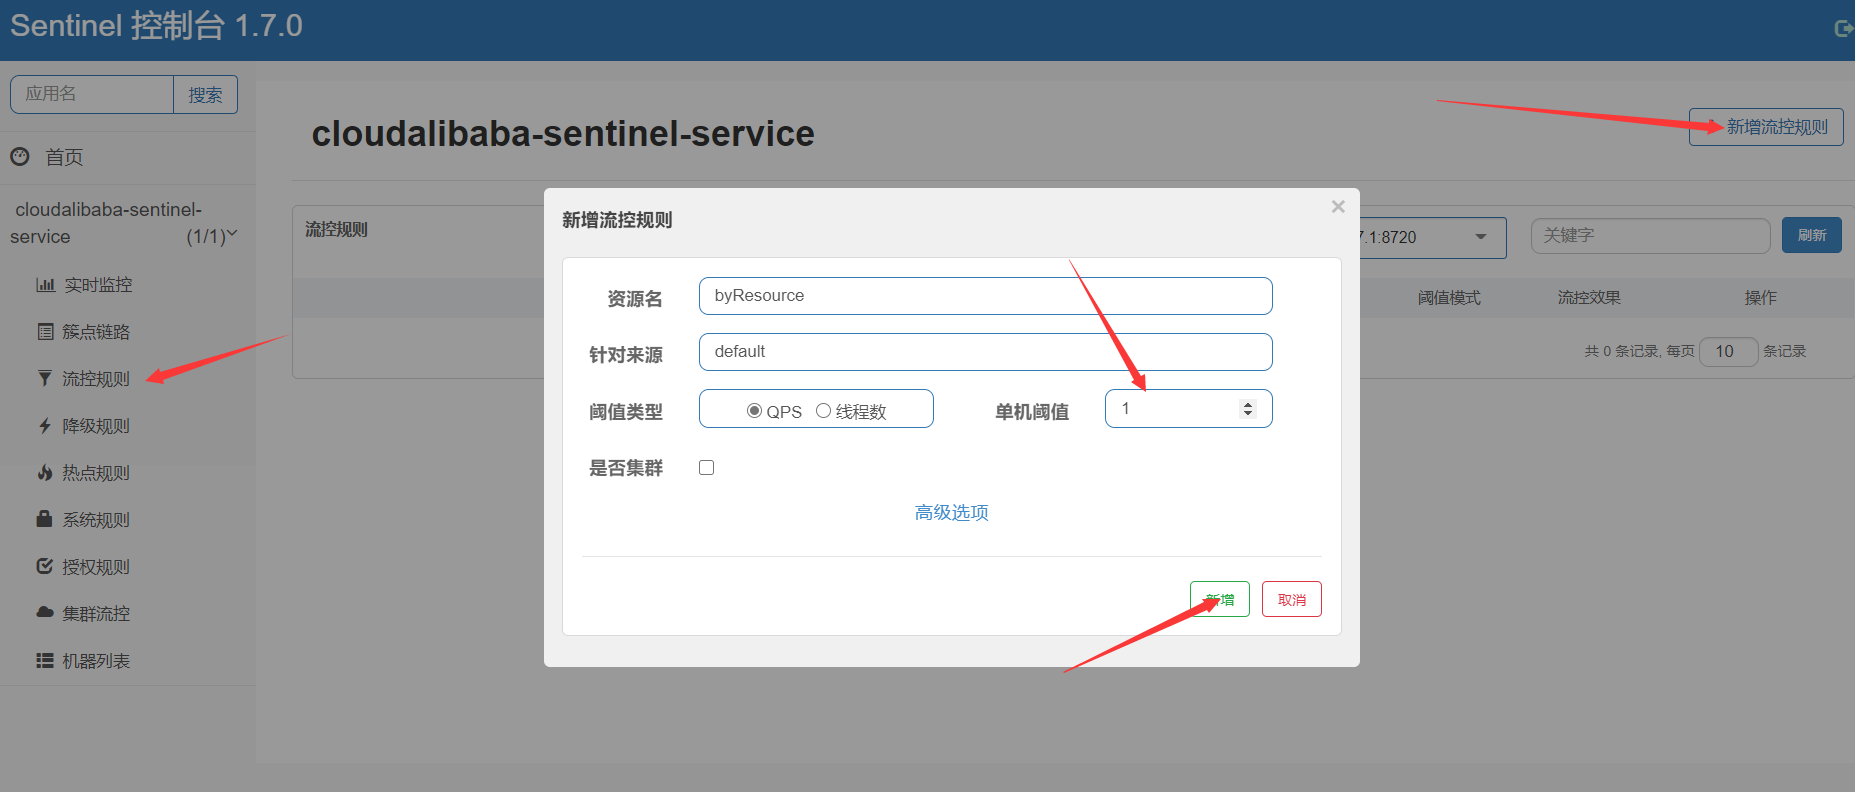 Sentinel 控制台 1.7.0
应用名
搜索
首页
cloudalibaba-sentinel-
service (1/1)
实时监控
簇点链路
流控规则
降级规则
热点规则
系统规则
授权规则
集群流控
机器列表
cloudalibaba-sentinel-service
新增流控规则
流控规则
7.1:8720
关键字
刷新
阈值模式 流控效果 操作
共 0 条记录, 每页 10 条记录
新增流控规则
×
资源名 byResource
针对来源 default
阈值类型 QPS 线程数 单机阈值 1
是否集群
高级选项
新增 取消